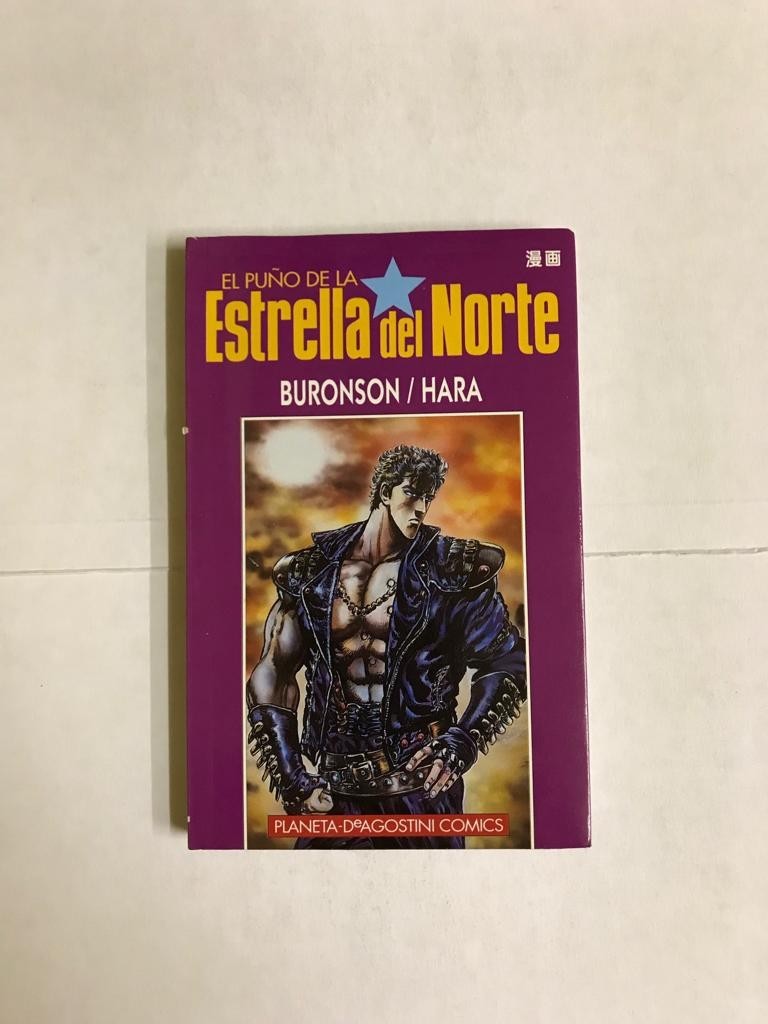 漫画
EL PUÑO DE LA
Estrella del Norte
BURONSON / HARA
PLANETA-DeAGOSTINI COMICS